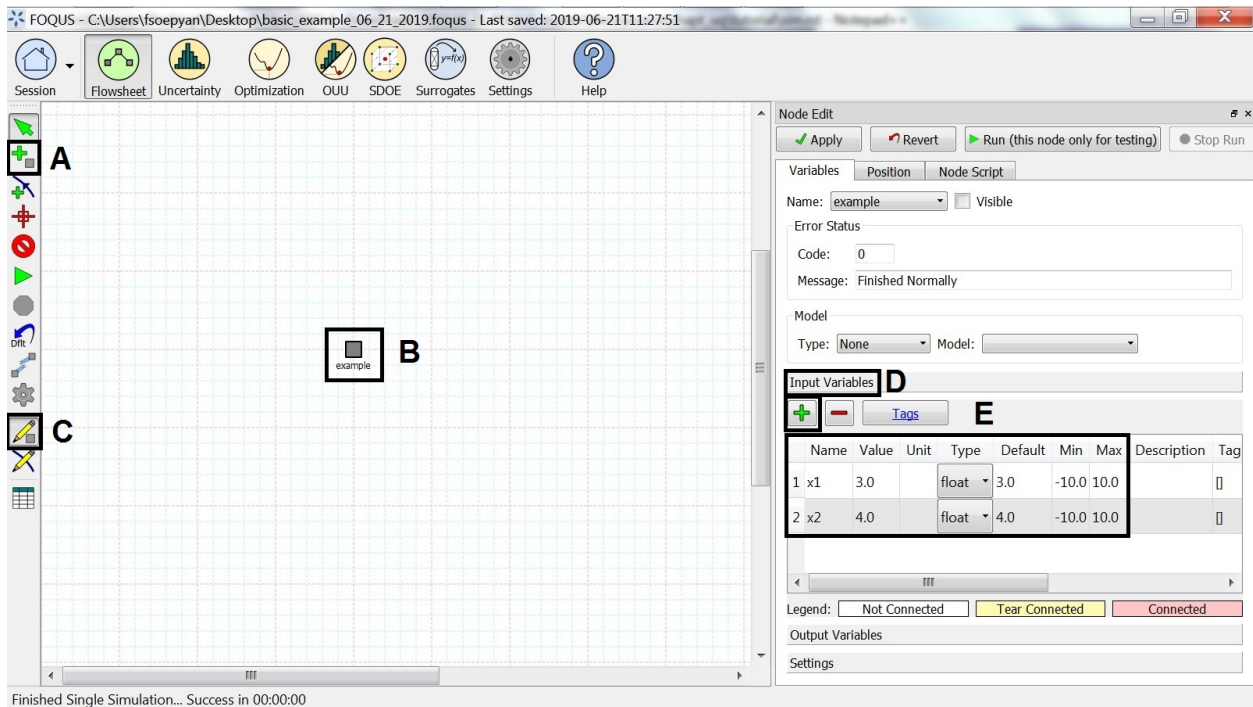 FOQUS - C:\Users\fsoepyan\Desktop\basic_example_06_21_2019.foqus - Last saved: 2019-06-21T11:27:51
Session Flowsheet Uncertainty Optimization OUU SDOE Surrogates Settings Help
y=f(x)
Node Edit
Apply Revert Run (this node only for testing) Stop Run
Variables Position Node Script
Name: example Visible
Error Status
Code: 0
Message: Finished Normally
Model
Type: None Model:
Input Variables D
Tags E
Name Value Unit Type Default Min Max Description Tag
1 x1 3.0 float 3.0 -10.0 10.0 []
2 x2 4.0 float 4.0 -10.0 10.0 []
Legend: Not Connected Tear Connected Connected
Output Variables
Settings
A
Dflt
B
example
C
Finished Single Simulation... Success in 00:00:00